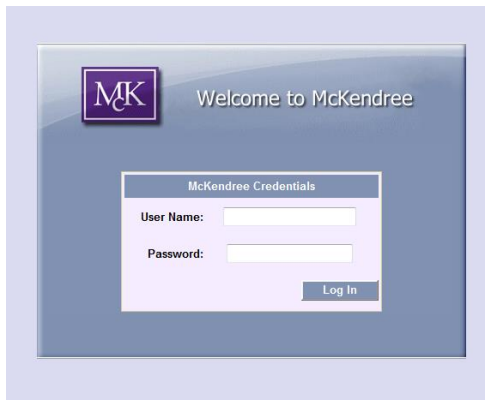 McK
Welcome to McKendree
McKendree Credentials
User Name:
Password:
Log In